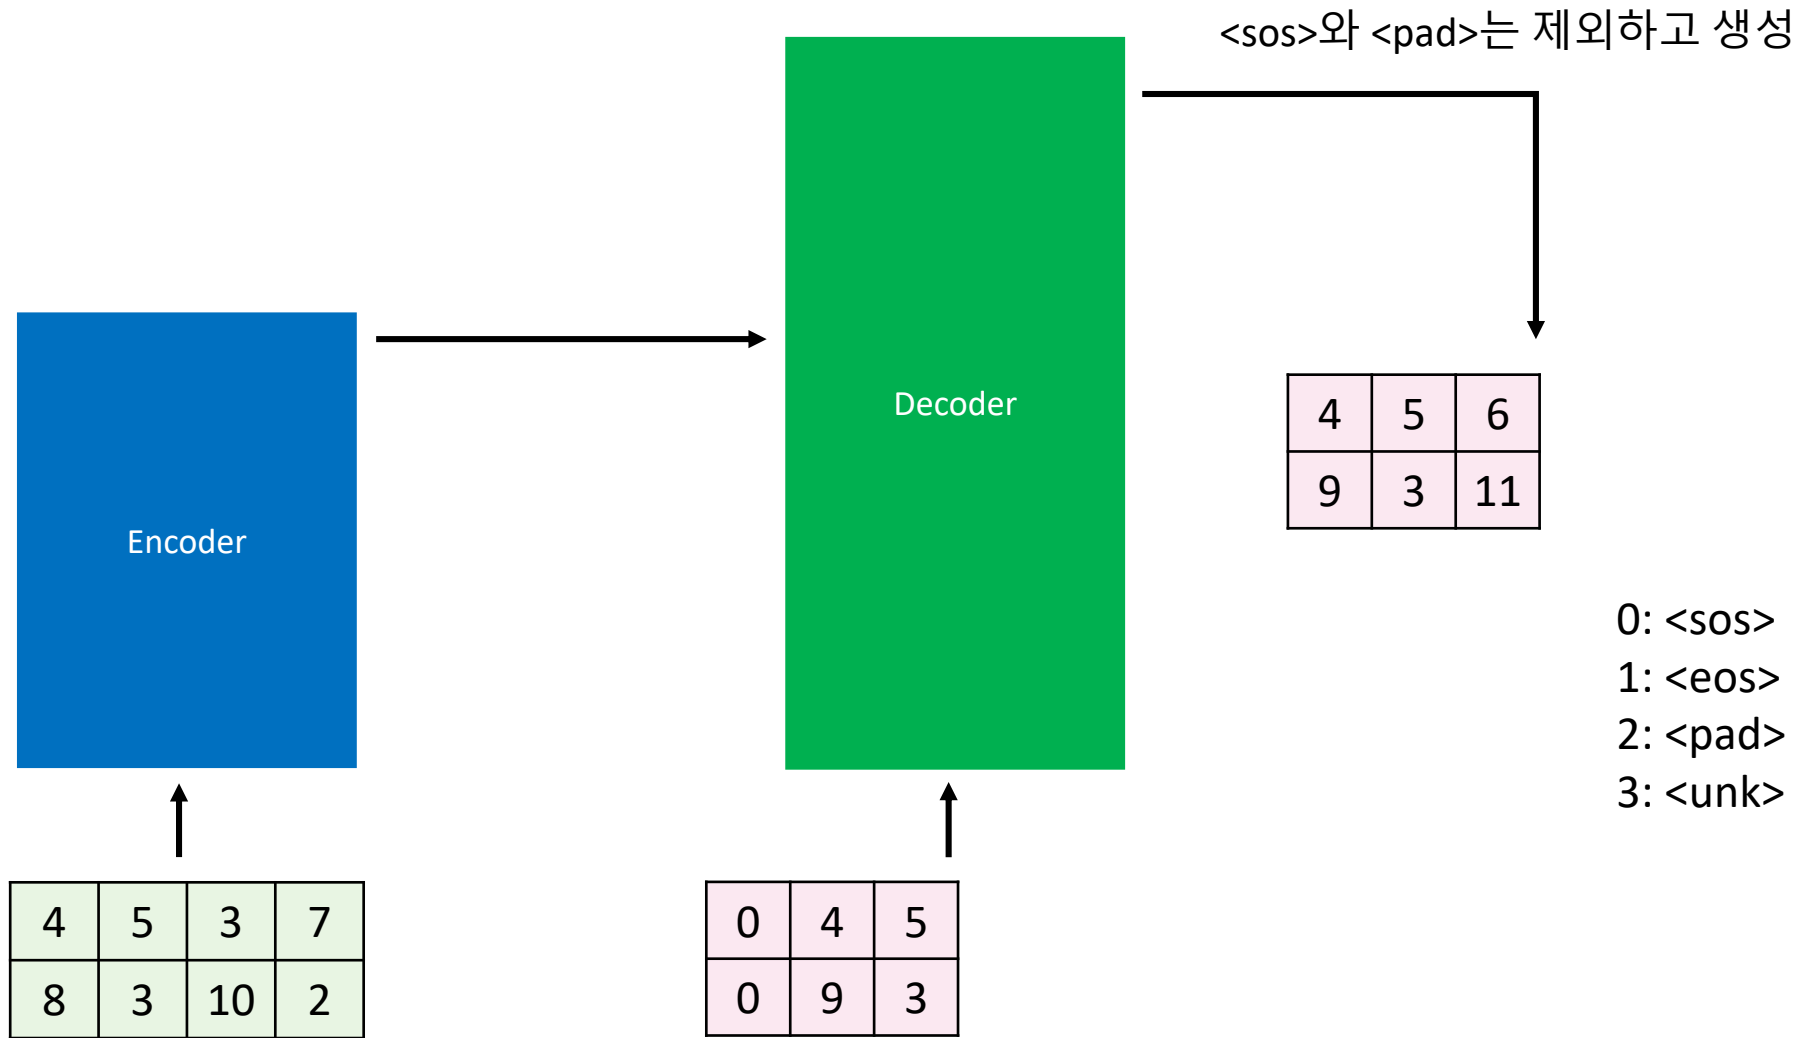 <sos>와 <pad>는 제외하고 생성
Decoder
Encoder
4 5 6
9 3 11
0: <sos>
1: <eos>
2: <pad>
3: <unk>
4 5 3 7
8 3 10 2
0 4 5
0 9 3